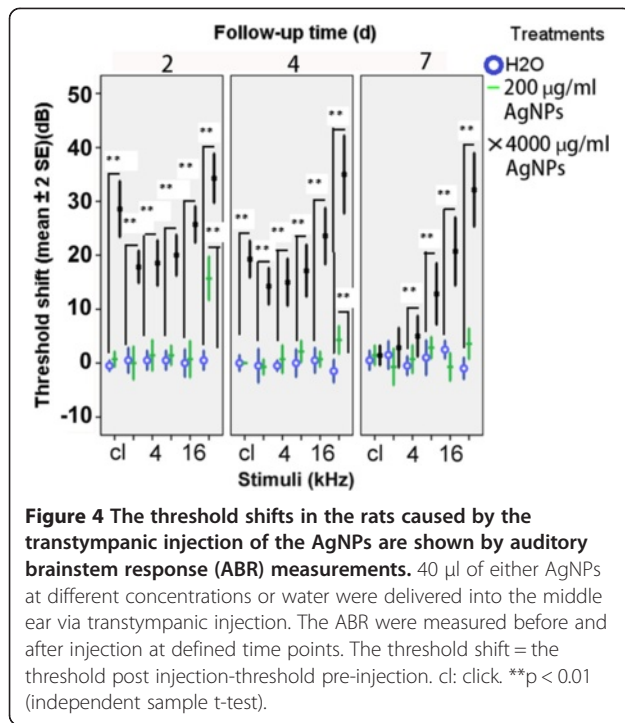 Follow-up time (d)
Treatments
2 4 7
H2O
200 µg/ml
AgNPs
×4000 µg/ml
AgNPs
Threshold shift (mean ± 2 SE)(dB)
50
40
30
20
10
0
-10
** ** ** ** ** ** **
** ** ** ** ** ** **
** ** ** **
cl 4 16 cl 4 16 cl 4 16
Stimuli (kHz)
Figure 4 The threshold shifts in the rats caused by the
transtympanic injection of the AgNPs are shown by auditory
brainstem response (ABR) measurements. 40 µl of either AgNPs
at different concentrations or water were delivered into the middle
ear via transtympanic injection. The ABR were measured before and
after injection at defined time points. The threshold shift = the
threshold post injection-threshold pre-injection. cl: click. **p < 0.01
(independent sample t-test).